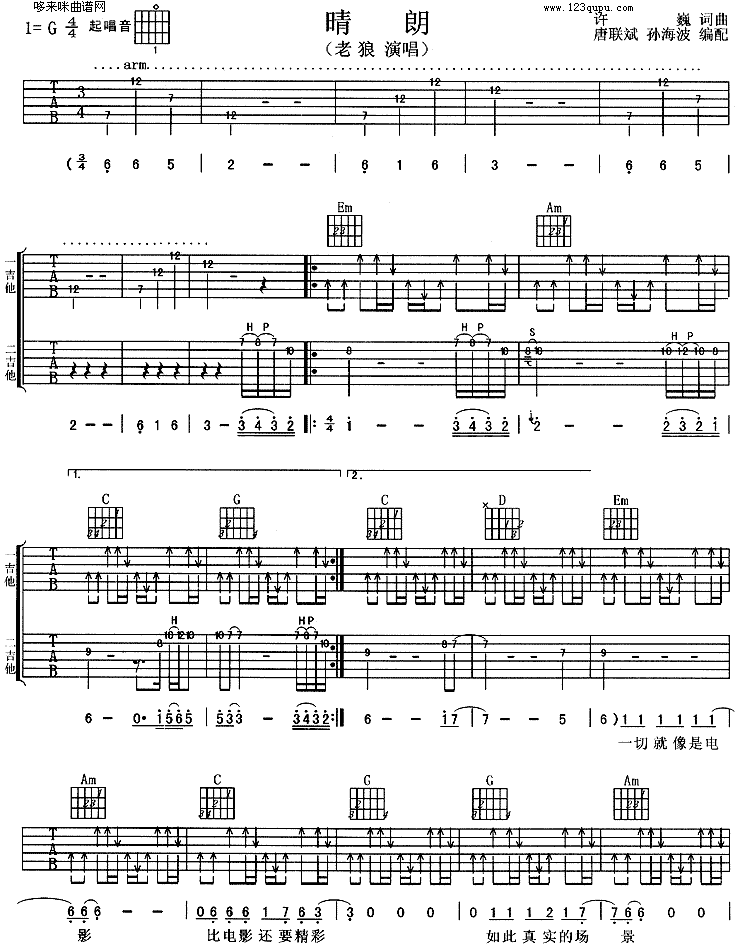 哆来咪曲谱网
www.123qupu.com
1=G 4/4 起唱音
1
晴 朗
(老狼 演唱)
许 巍 词曲
唐联斌 孙海波 编配
arm.
T A B 3/4 7 12 7 12 7 12 12 12 7 12 7
(3/4 6 6 5 | 2 - - | 6 1 6 | 3 - - | 6 6 5 |
Em Am
一吉他 T A B 12 - - 7 12 12 12 -
H P H P S H P
二吉他 T A B 7 8 7 10 8 - - 7 8 7 10 8 10 - - 10 12 10 8
2 - - | 6 1 6 | 3 - 3 4 3 2 |: 4/4 1 - - 3 4 3 2 | 2 - - 2 3 2 1 |
1. 2.
C G C D Em
一吉他 T A B
H H P
二吉他 T A B 9 - 8 10 12 10 10 7 7 - 7 8 7 10 9 - - 8 7 7 - - 7 9 - - -
6 - 0· 1 5 6 5 | 5 3 3 - 3 4 3 2 :| 6 - - 1 7 | 7 - - 5 | 6 ) 1 1 1 1 1 1 1 |
一切就像是电
Am C G G Am
T A B
6 6 6 - - | 0 6 6 6 1 7 6 3 | 3 0 0 0 | 1 1 1 2 1 1 7 | 7 6 6 0 0 |
影 比电影还要精彩 如此真实的场 景